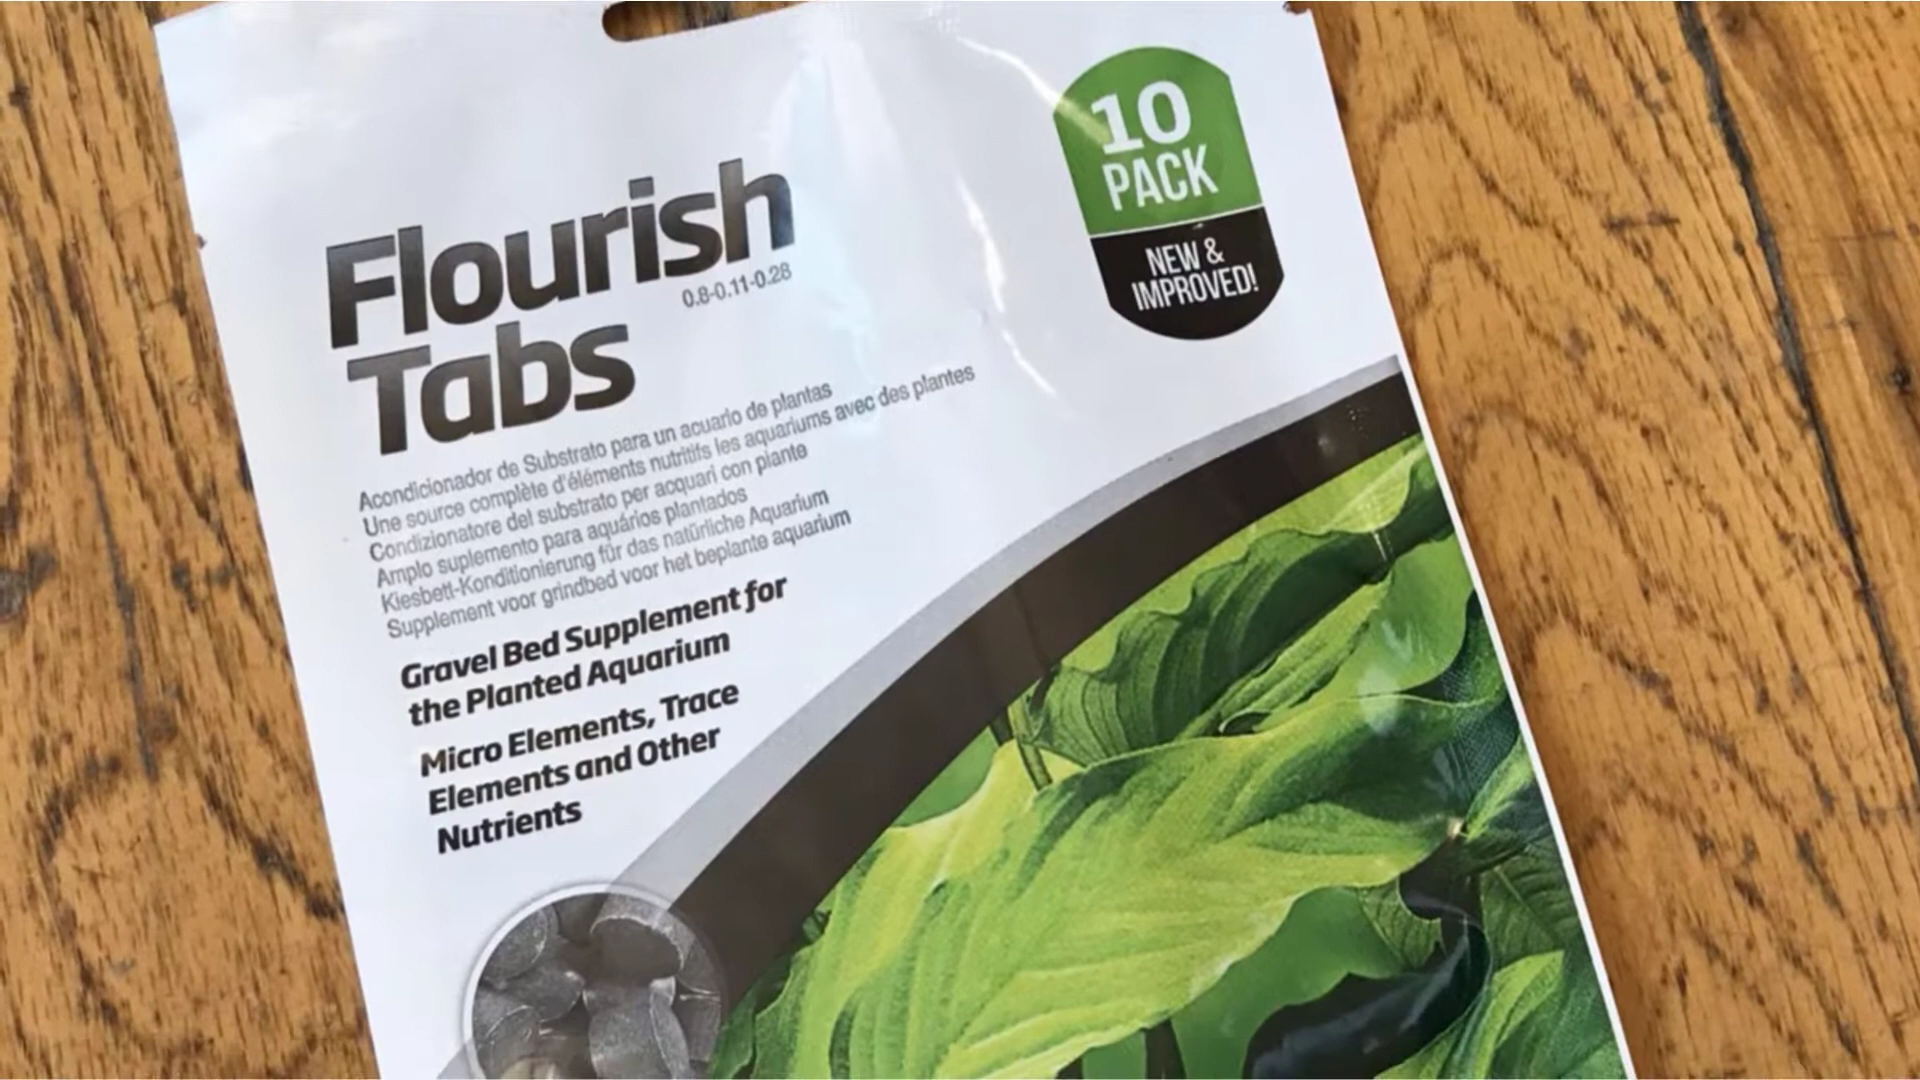 10
PACK
NEW &
IMPROVED!
Flourish
0.8-0.11-0.28
Tabs
Acondicionador de Substrato para un acuario de plantas
Une source complète d'éléments nutritifs les aquariums avec des plantes
Condizionatore del substrato per acquari con piante
Amplo suplemento para aquários plantados
Kiesbett-Konditionierung für das natürliche Aquarium
Supplement voor grindbed voor het beplante aquarium
Gravel Bed Supplement for
the Planted Aquarium
Micro Elements, Trace
Elements and Other
Nutrients